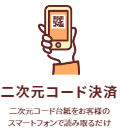 二次元コード決済
二次元コード台紙をお客様の
スマートフォンで読み取るだけ